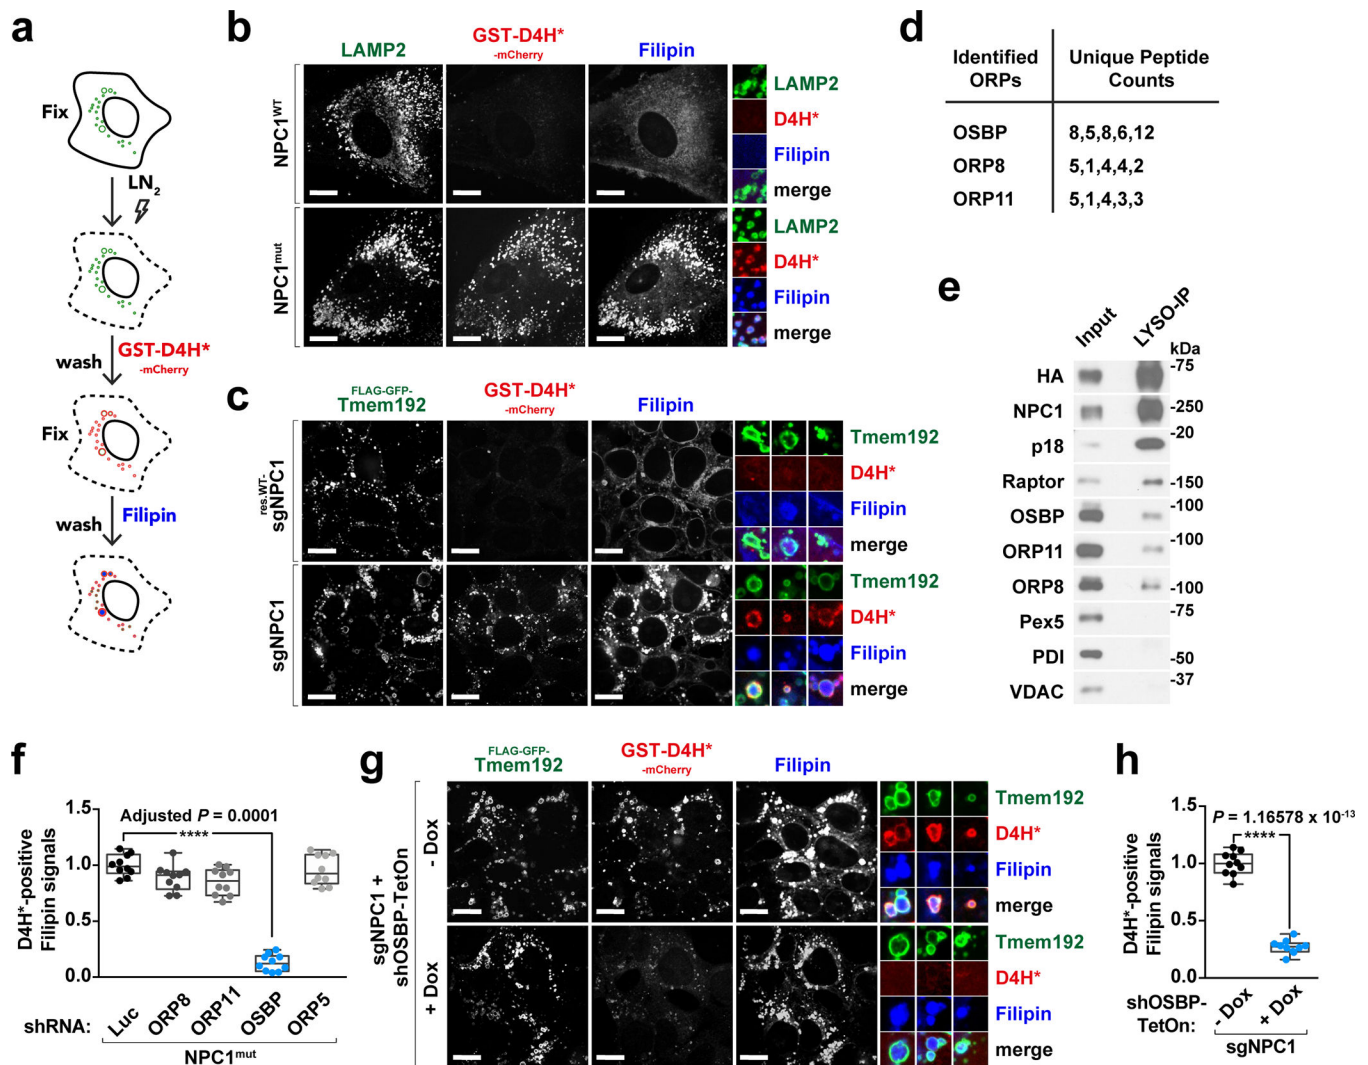 a
Fix
LN2
wash
GST-D4H*
-mCherry
Fix
wash
Filipin
b
LAMP2
GST-D4H*
-mCherry
Filipin
NPC1WT
NPC1mut
LAMP2
D4H*
Filipin
merge
LAMP2
D4H*
Filipin
merge
c
FLAG-GFP-
Tmem192
GST-D4H*
-mCherry
Filipin
res.WT-
sgNPC1
sgNPC1
Tmem192
D4H*
Filipin
merge
Tmem192
D4H*
Filipin
merge
d
Identified ORPs
Unique Peptide Counts
OSBP 8,5,8,6,12
ORP8 5,1,4,4,2
ORP11 5,1,4,3,3
e
Input LYSO-IP
kDa
HA -75
NPC1 -250
p18 -20
Raptor -150
OSBP -100
ORP11 -100
ORP8 -100
Pex5 -75
PDI -50
VDAC -37
f
D4H*-positive
Filipin signals
1.5
1.0
0.5
0.0
Adjusted P = 0.0001
****
shRNA: Luc ORP8 ORP11 OSBP ORP5
NPC1mut
g
FLAG-GFP-
Tmem192
GST-D4H*
-mCherry
Filipin
sgNPC1 +
shOSBP-TetOn
- Dox
+ Dox
Tmem192
D4H*
Filipin
merge
Tmem192
D4H*
Filipin
merge
h
D4H*-positive
Filipin signals
1.5
1.0
0.5
0.0
P = 1.16578 x 10-13
****
shOSBP-
TetOn:
- Dox + Dox
sgNPC1